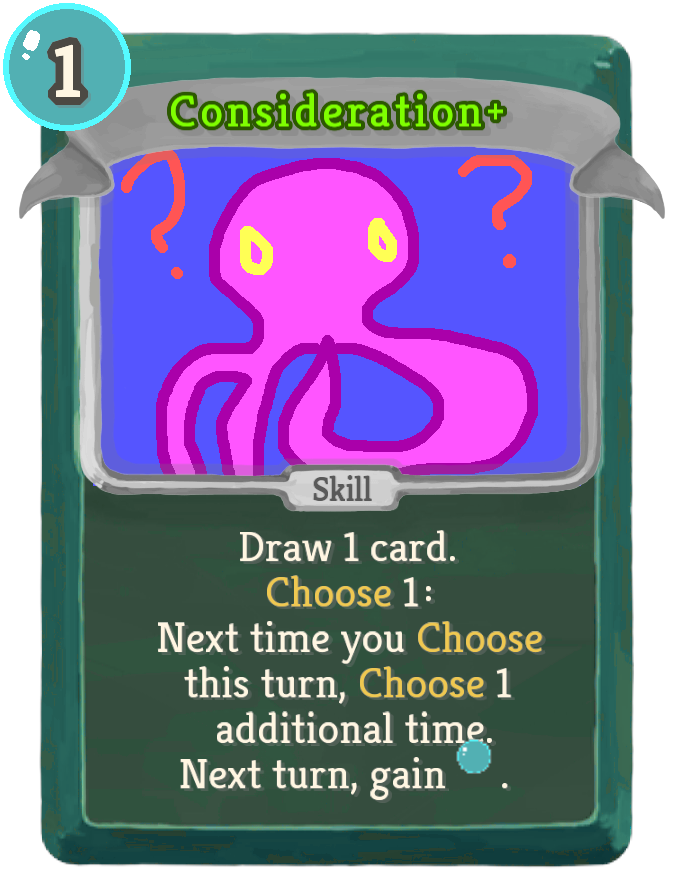 1
Consideration+
? ?
Skill
Draw 1 card.
Choose 1:
Next time you Choose
this turn, Choose 1
additional time.
Next turn, gain .